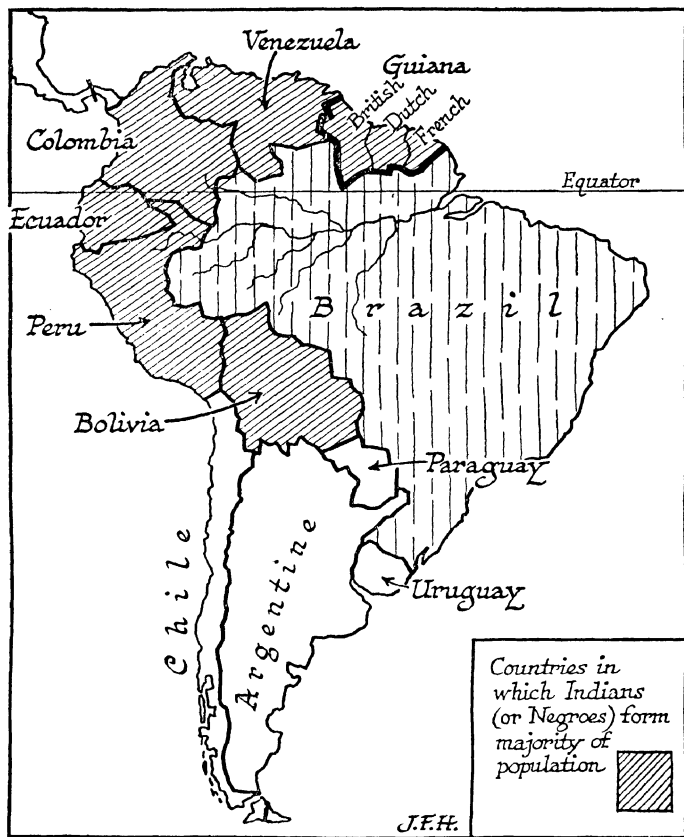 Venezuela
Guiana
British
Dutch
French
Colombia
Equator
Ecuador
Brazil
Peru
Bolivia
Paraguay
Chile
Argentine
Uruguay
Countries in
which Indians
(or Negroes) form
majority of
population
J.F.H.